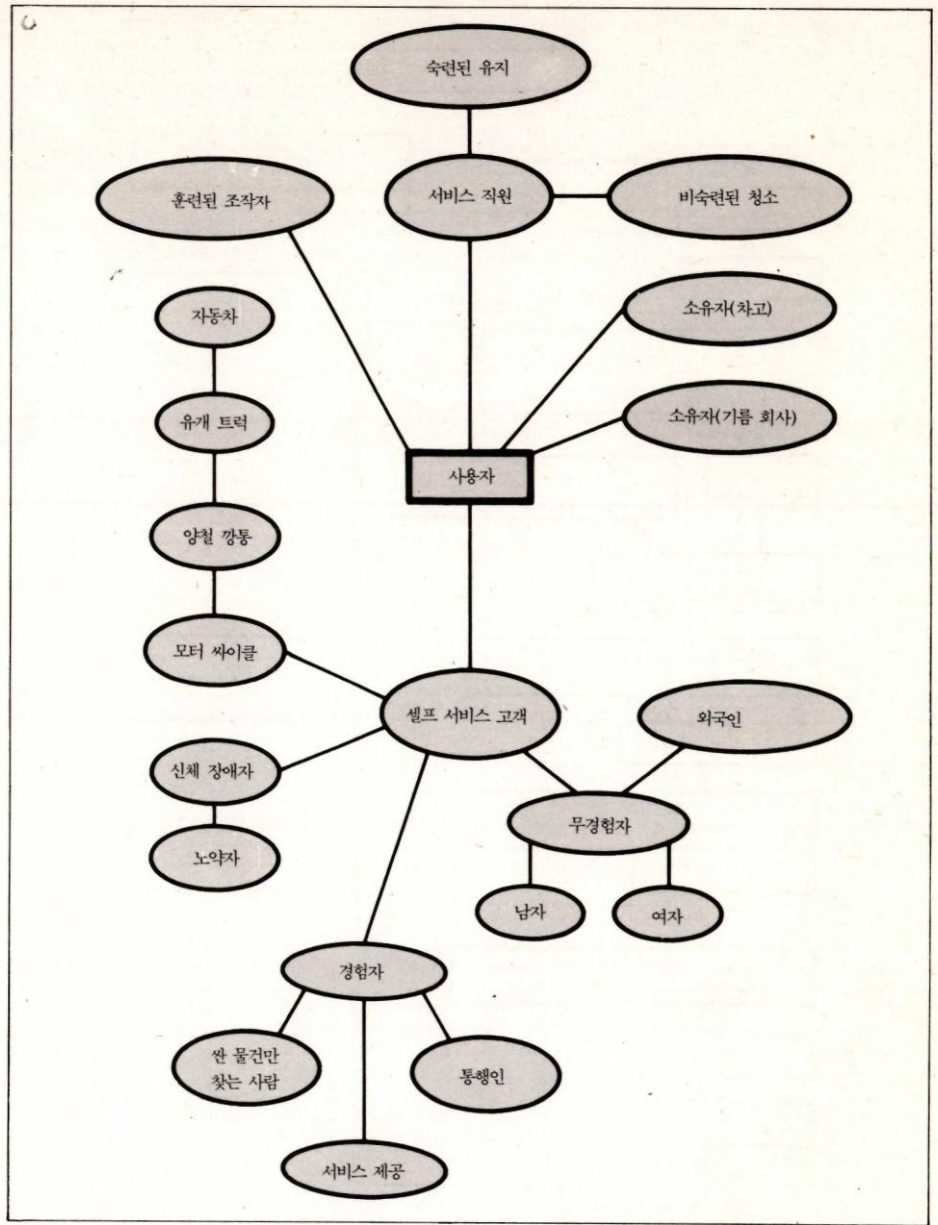 숙련된 유지
훈련된 조작자
서비스 직원
비숙련된 청소
자동차
소유자(차고)
유개 트럭
소유자(기름 회사)
사용자
양철 깡통
모터 싸이클
셀프 서비스 고객
외국인
신체 장애자
무경험자
노약자
남자
여자
경험자
싼 물건만
찾는 사람
통행인
서비스 제공